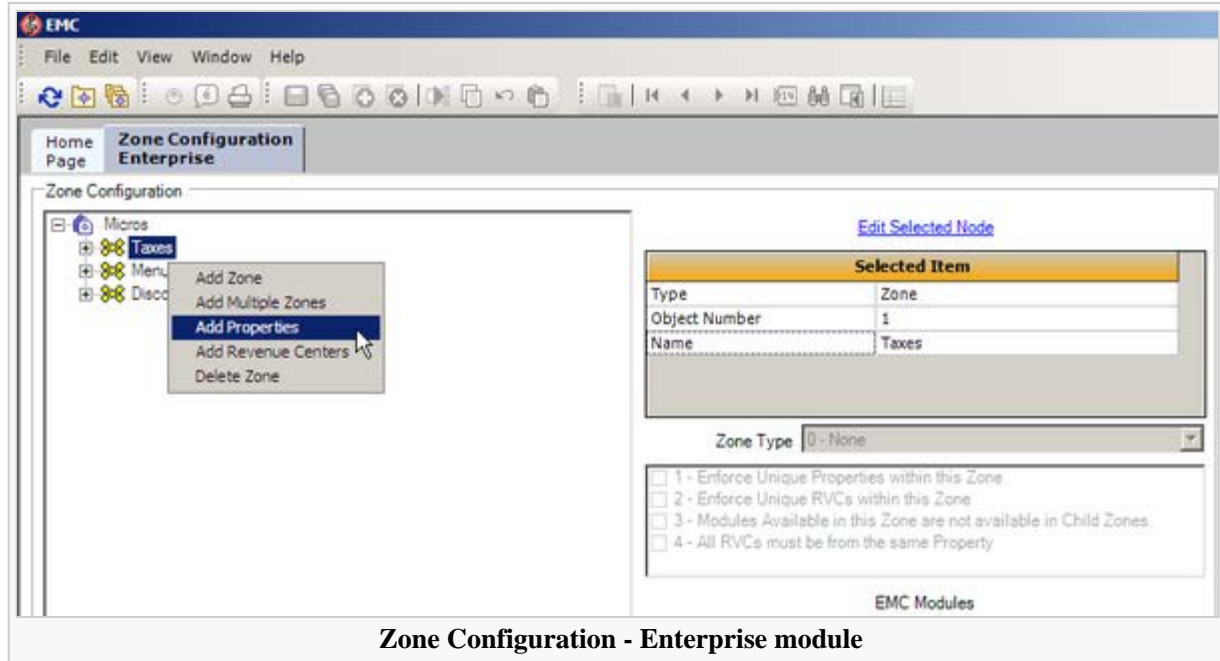 EMC
File Edit View Window Help
Home Page
Zone Configuration Enterprise
Zone Configuration
Micros
Taxes
Menu
Disco
Add Zone
Add Multiple Zones
Add Properties
Add Revenue Centers
Delete Zone
Edit Selected Node
Selected Item
Type Zone
Object Number 1
Name Taxes
Zone Type 0 - None
1 - Enforce Unique Properties within this Zone
2 - Enforce Unique RVCs within this Zone
3 - Modules Available in this Zone are not available in Child Zones.
4 - All RVCs must be from the same Property
EMC Modules
Zone Configuration - Enterprise module